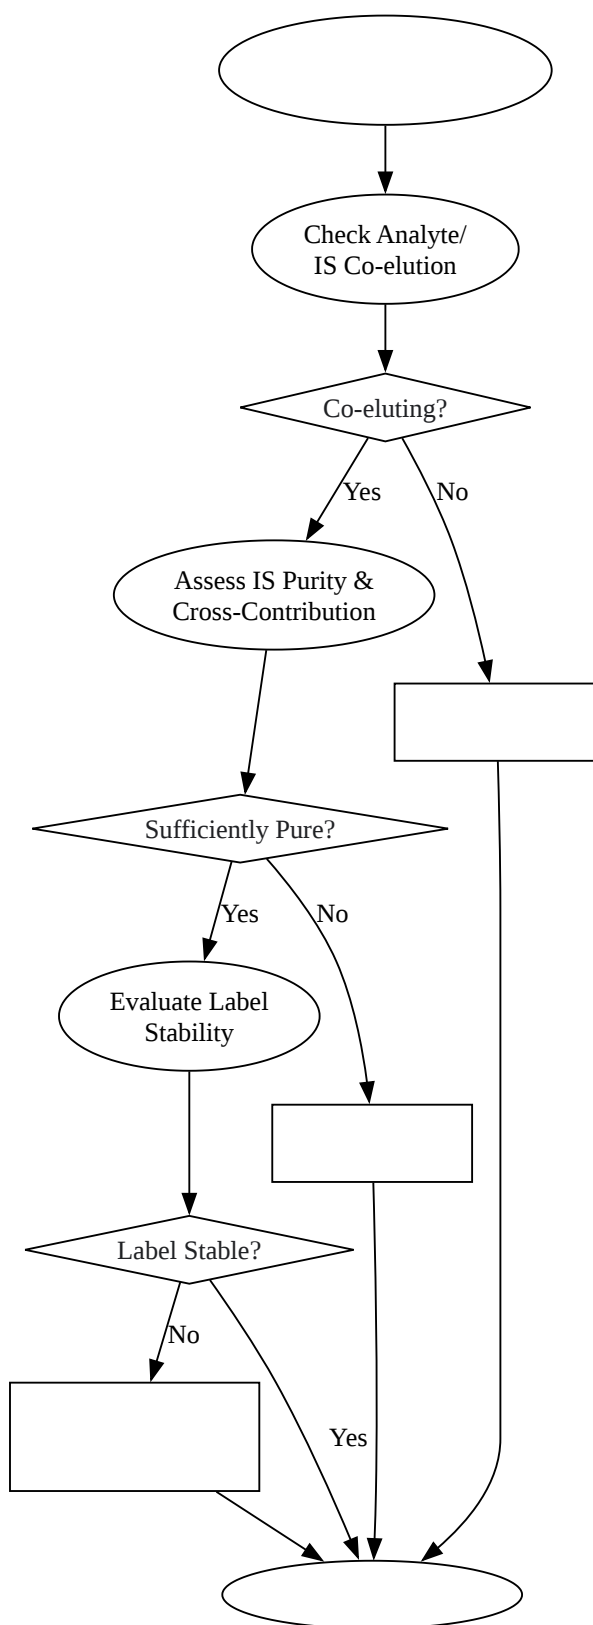 Check Analyte/
IS Co-elution
Co-eluting?
Yes
No
Assess IS Purity &
Cross-Contribution
Sufficiently Pure?
Yes
No
Evaluate Label
Stability
Label Stable?
No
Yes